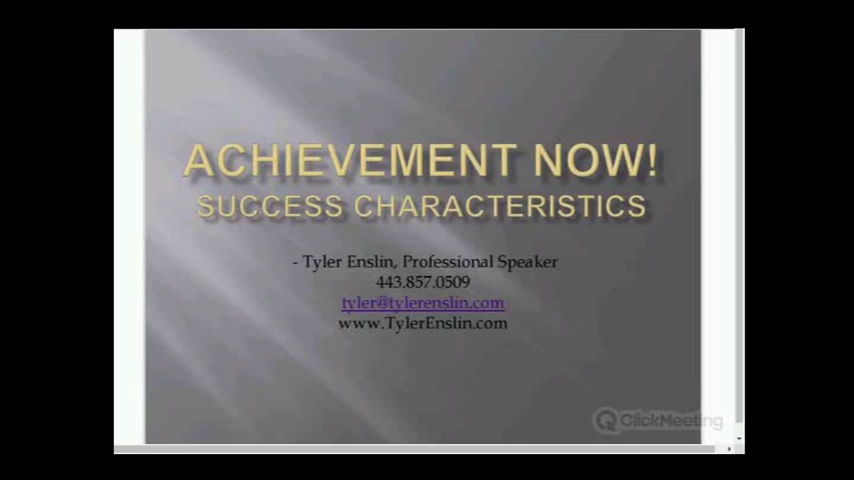 ACHIEVEMENT NOW!
SUCCESS CHARACTERISTICS
- Tyler Enslin, Professional Speaker
443.857.0509
tyler@tylerenslin.com
www.TylerEnslin.com
ClickMeeting